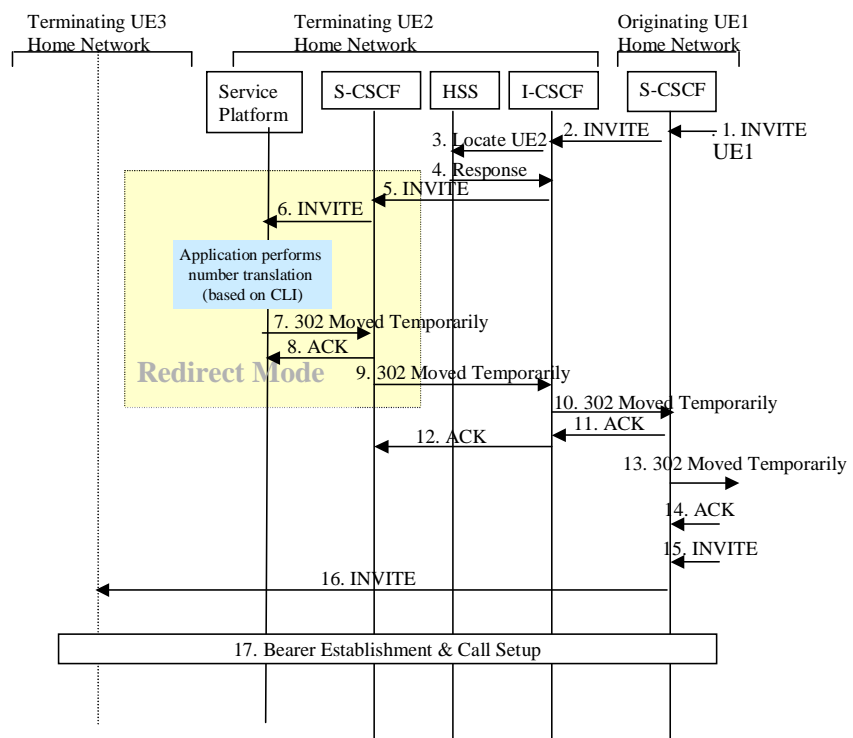 Terminating UE3
Home Network
Terminating UE2
Home Network
Originating UE1
Home Network
Service
Platform
S-CSCF
HSS
I-CSCF
S-CSCF
. 1. INVITE
UE1
2. INVITE
3. Locate UE2
4. Response
5. INVITE
6. INVITE
Application performs
number translation
(based on CLI)
7. 302 Moved Temporarily
8. ACK
Redirect Mode
9. 302 Moved Temporarily
10. 302 Moved Temporarily
11. ACK
12. ACK
13. 302 Moved Temporarily
14. ACK
15. INVITE
16. INVITE
17. Bearer Establishment & Call Setup